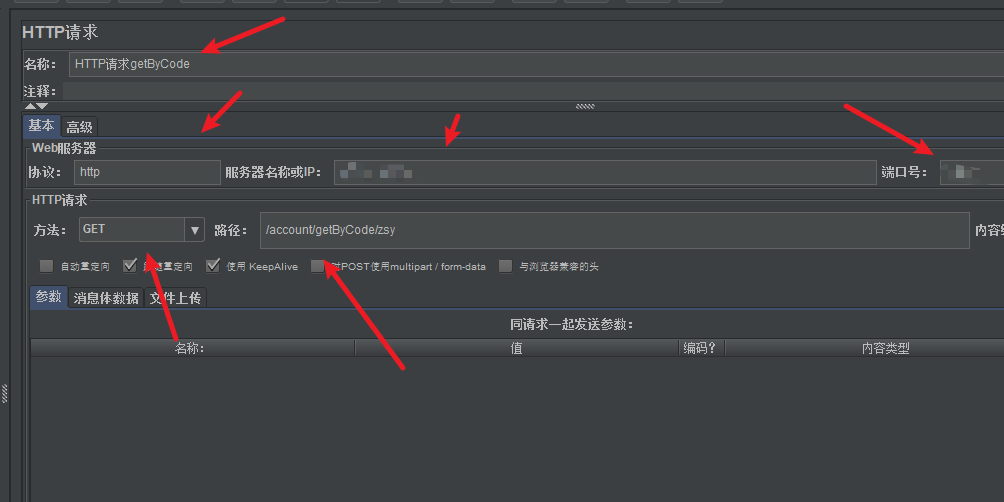 HTTP请求
名称： HTTP请求getByCode
注释：
基本 高级
Web服务器
协议： http 服务器名称或IP： 端口号：
HTTP请求
方法： GET 路径： /account/getByCode/zsy 内容编
自动重定向 跟随重定向 使用 KeepAlive 对POST使用multipart / form-data 与浏览器兼容的头
参数 消息体数据 文件上传
同请求一起发送参数：
名称： 值 编码? 内容类型